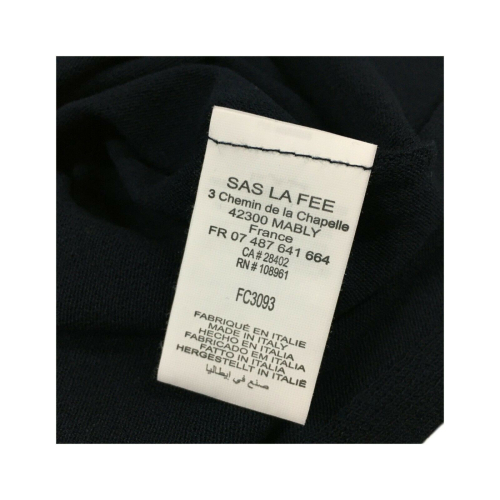 SAS LA FEE
3 Chemin de la Chapelle
42300 MABLY
France
FR 07 487 641 664
CA # 28402
RN # 108961
FC3093
FABRIQUÉ EN ITALIE
MADE IN ITALY
HECHO EN ITALIA
FABRICADO EM ITALIA
FATTO IN ITALIA
HERGESTELLT IN ITALIÉ
صنع في إيطاليا